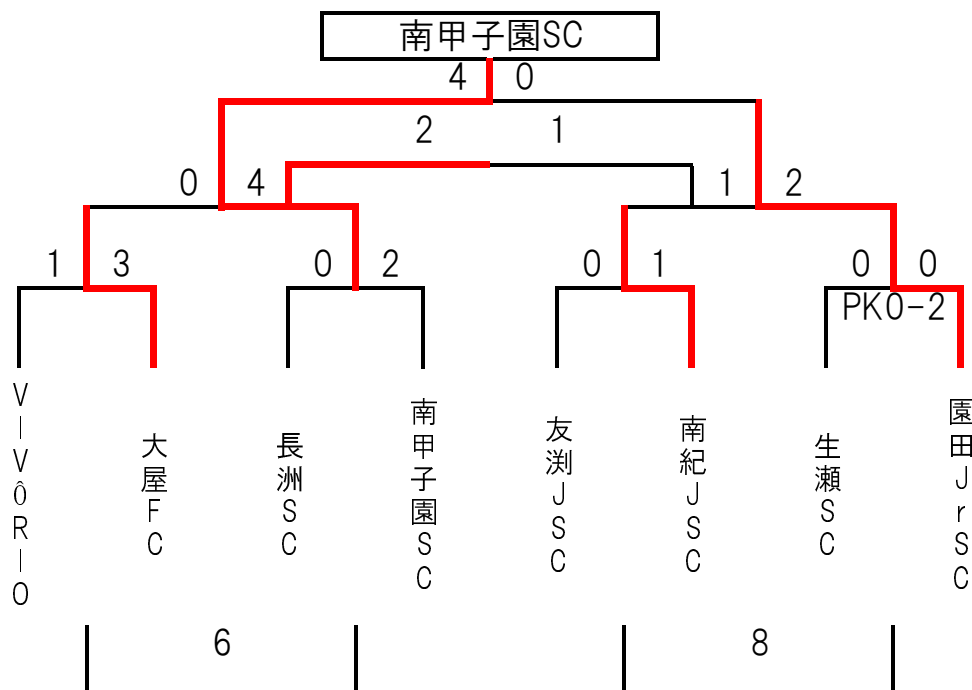 南甲子園SC
4 0
2 1
0 4
1 2
1 3
0 2
0 1
0 0
PK0-2
VIVÔRIO
大屋FC
長洲SC
南甲子園SC
友渕JSC
南紀JSC
生瀬SC
園田JrSC
6
8